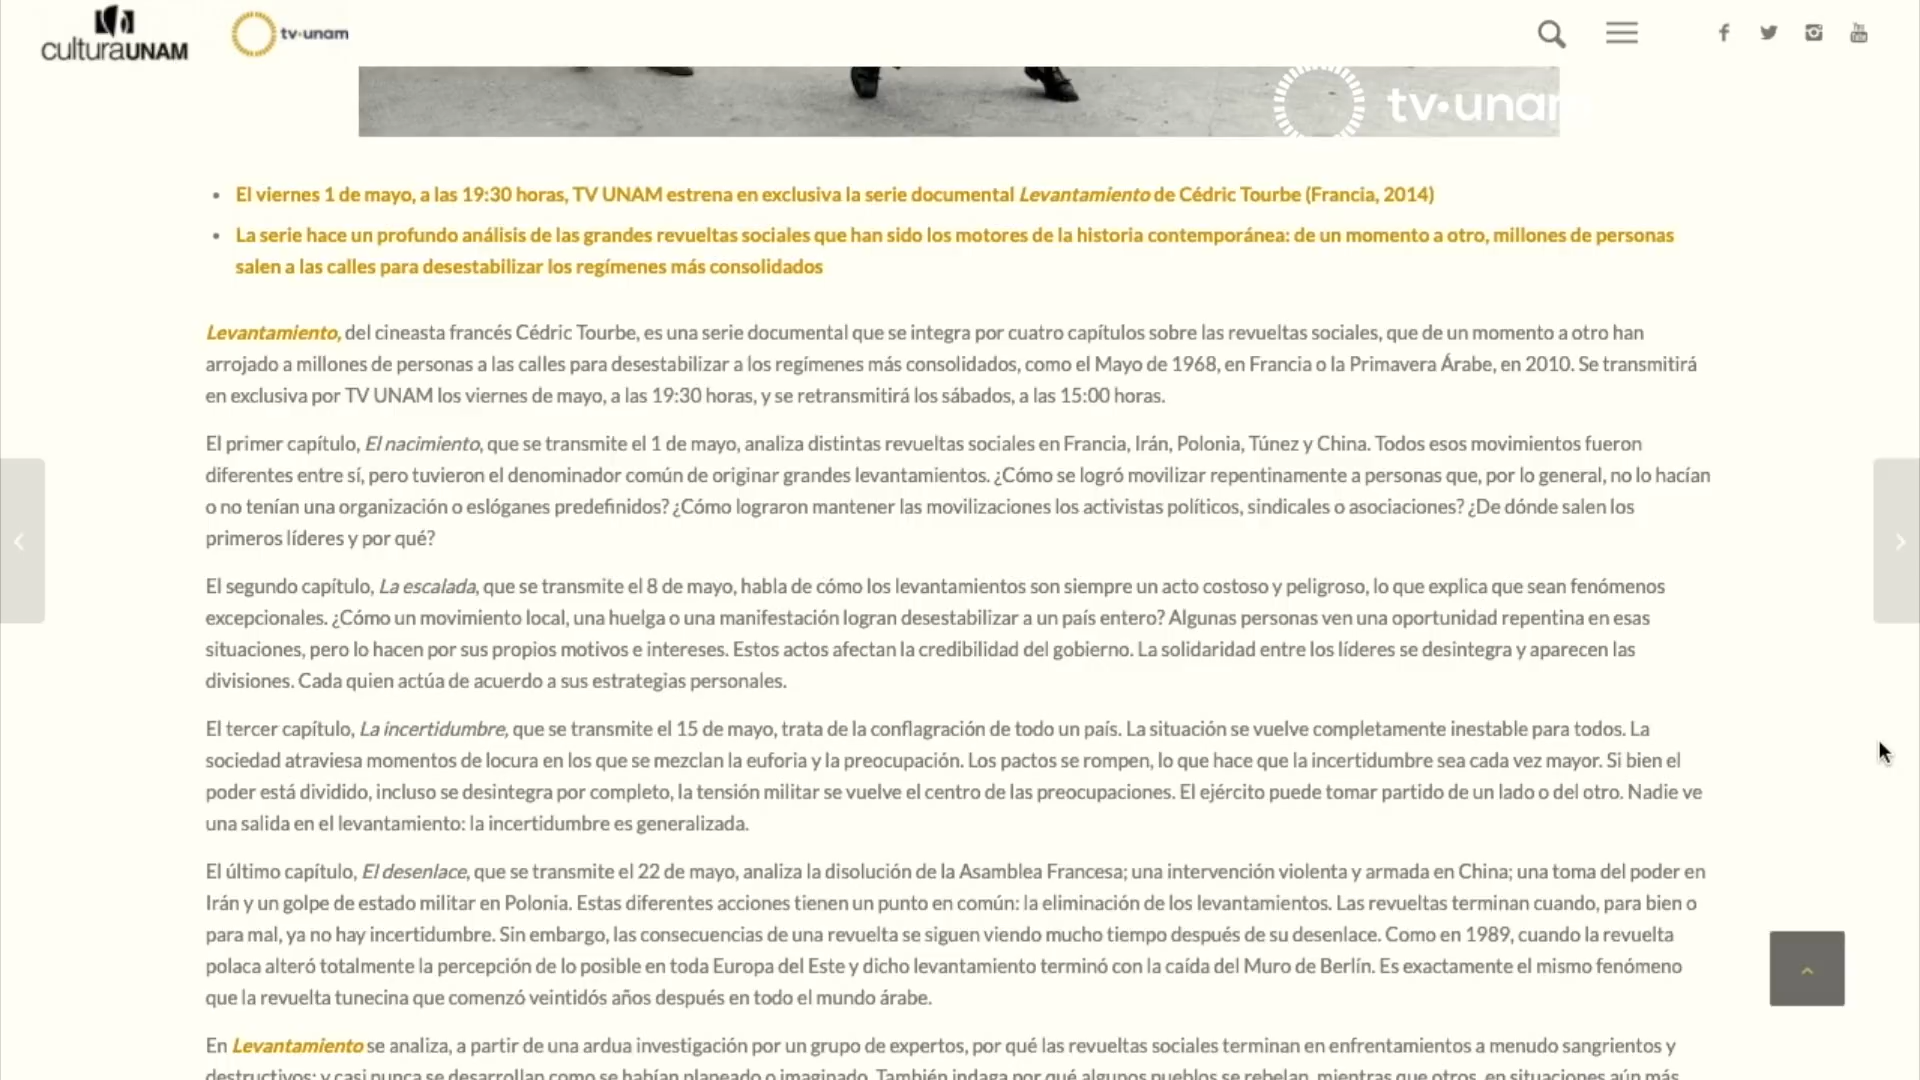 culturaUNAM
tv·unam
tv·unam
El viernes 1 de mayo, a las 19:30 horas, TV UNAM estrena en exclusiva la serie documental Levantamiento de Cédric Tourbe (Francia, 2014)
La serie hace un profundo análisis de las grandes revueltas sociales que han sido los motores de la historia contemporánea: de un momento a otro, millones de personas
salen a las calles para desestabilizar los regímenes más consolidados
Levantamiento, del cineasta francés Cédric Tourbe, es una serie documental que se integra por cuatro capítulos sobre las revueltas sociales, que de un momento a otro han
arrojado a millones de personas a las calles para desestabilizar a los regímenes más consolidados, como el Mayo de 1968, en Francia o la Primavera Árabe, en 2010. Se transmitirá
en exclusiva por TV UNAM los viernes de mayo, a las 19:30 horas, y se retransmitirá los sábados, a las 15:00 horas.
El primer capítulo, El nacimiento, que se transmite el 1 de mayo, analiza distintas revueltas sociales en Francia, Irán, Polonia, Túnez y China. Todos esos movimientos fueron
diferentes entre sí, pero tuvieron el denominador común de originar grandes levantamientos. ¿Cómo se logró movilizar repentinamente a personas que, por lo general, no lo hacían
o no tenían una organización o eslóganes predefinidos? ¿Cómo lograron mantener las movilizaciones los activistas políticos, sindicales o asociaciones? ¿De dónde salen los
primeros líderes y por qué?
El segundo capítulo, La escalada, que se transmite el 8 de mayo, habla de cómo los levantamientos son siempre un acto costoso y peligroso, lo que explica que sean fenómenos
excepcionales. ¿Cómo un movimiento local, una huelga o una manifestación logran desestabilizar a un país entero? Algunas personas ven una oportunidad repentina en esas
situaciones, pero lo hacen por sus propios motivos e intereses. Estos actos afectan la credibilidad del gobierno. La solidaridad entre los líderes se desintegra y aparecen las
divisiones. Cada quien actúa de acuerdo a sus estrategias personales.
El tercer capítulo, La incertidumbre, que se transmite el 15 de mayo, trata de la conflagración de todo un país. La situación se vuelve completamente inestable para todos. La
sociedad atraviesa momentos de locura en los que se mezclan la euforia y la preocupación. Los pactos se rompen, lo que hace que la incertidumbre sea cada vez mayor. Si bien el
poder está dividido, incluso se desintegra por completo, la tensión militar se vuelve el centro de las preocupaciones. El ejército puede tomar partido de un lado o del otro. Nadie ve
una salida en el levantamiento: la incertidumbre es generalizada.
El último capítulo, El desenlace, que se transmite el 22 de mayo, analiza la disolución de la Asamblea Francesa; una intervención violenta y armada en China; una toma del poder en
Irán y un golpe de estado militar en Polonia. Estas diferentes acciones tienen un punto en común: la eliminación de los levantamientos. Las revueltas terminan cuando, para bien o
para mal, ya no hay incertidumbre. Sin embargo, las consecuencias de una revuelta se siguen viendo mucho tiempo después de su desenlace. Como en 1989, cuando la revuelta
polaca alteró totalmente la percepción de lo posible en toda Europa del Este y dicho levantamiento terminó con la caída del Muro de Berlín. Es exactamente el mismo fenómeno
que la revuelta tunecina que comenzó veintidós años después en todo el mundo árabe.
En Levantamiento se analiza, a partir de una ardua investigación por un grupo de expertos, por qué las revueltas sociales terminan en enfrentamientos a menudo sangrientos y
destructivos; y casi nunca se desarrollan como se habían planeado o imaginado. También indaga por qué algunos pueblos se rebelan, mientras que otros, en situaciones aún más